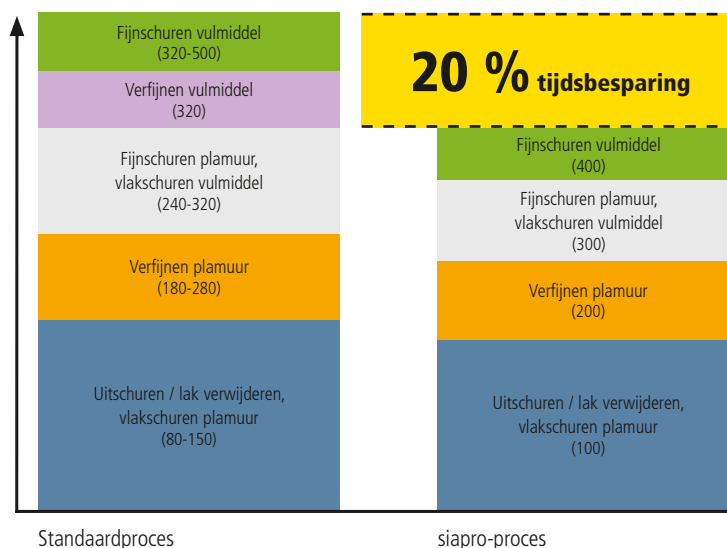 Fijnschuren vulmiddel
(320-500)
Verfijnen vulmiddel
(320)
Fijnschuren plamuur,
vlakschuren vulmiddel
(240-320)
Verfijnen plamuur
(180-280)
Uitschuren / lak verwijderen,
vlakschuren plamuur
(80-150)
Standaardproces
20 % tijdsbesparing
Fijnschuren vulmiddel
(400)
Fijnschuren plamuur,
vlakschuren vulmiddel
(300)
Verfijnen plamuur
(200)
Uitschuren / lak verwijderen,
vlakschuren plamuur
(100)
siapro-proces